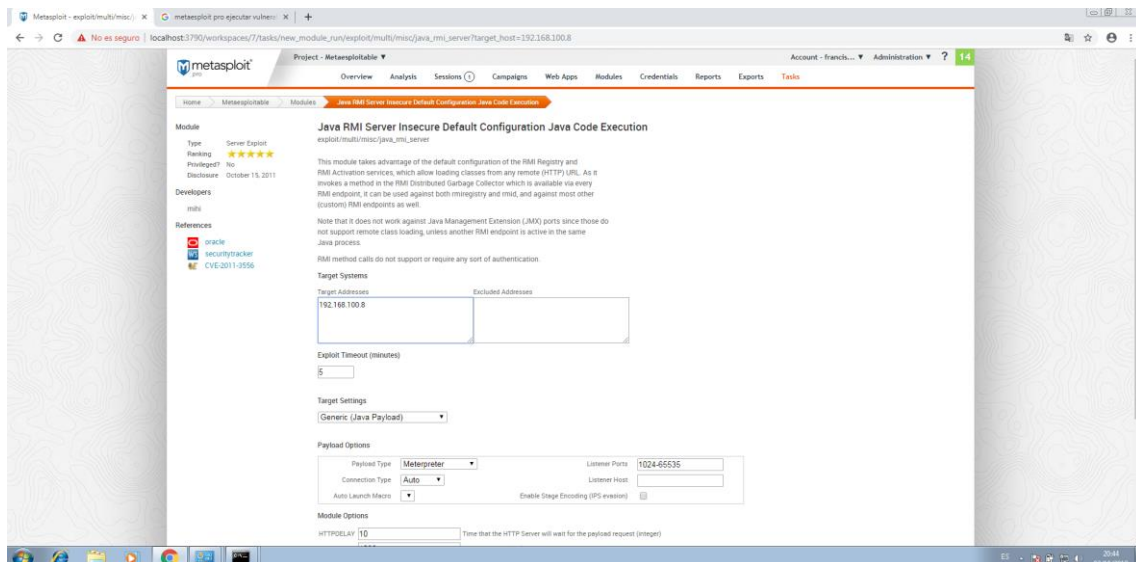 Metasploit - exploit/multi/misc/j
metaesploit pro ejecutar vulnera
No es seguro
localhost:3790/workspaces/7/tasks/new_module_run/exploit/multi/misc/java_rmi_server?target_host=192.168.100.8
metasploit
pro
Project - Metaesploitable ▼
Account - francis... ▼ Administration ▼ ? 14
Overview Analysis Sessions 1 Campaigns Web Apps Modules Credentials Reports Exports Tasks
Home Metaesploitable Modules Java RMI Server Insecure Default Configuration Java Code Execution
Module
Type Server Exploit
Ranking
Privileged? No
Disclosure October 15, 2011
Developers
mihi
References
oracle
securitytracker
CVE-2011-3556
Java RMI Server Insecure Default Configuration Java Code Execution
exploit/multi/misc/java_rmi_server
This module takes advantage of the default configuration of the RMI Registry and
RMI Activation services, which allow loading classes from any remote (HTTP) URL. As it
invokes a method in the RMI Distributed Garbage Collector which is available via every
RMI endpoint, it can be used against both rmiregistry and rmid, and against most other
(custom) RMI endpoints as well.
Note that it does not work against Java Management Extension (JMX) ports since those do
not support remote class loading, unless another RMI endpoint is active in the same
Java process.
RMI method calls do not support or require any sort of authentication.
Target Systems
Target Addresses Excluded Addresses
192.168.100.8
Exploit Timeout (minutes)
5
Target Settings
Generic (Java Payload)
Payload Options
Payload Type Meterpreter Listener Ports 1024-65535
Connection Type Auto Listener Host
Auto Launch Macro Enable Stage Encoding (IPS evasion)
Module Options
HTTPDELAY 10 Time that the HTTP Server will wait for the payload request (integer)
ES 20:44